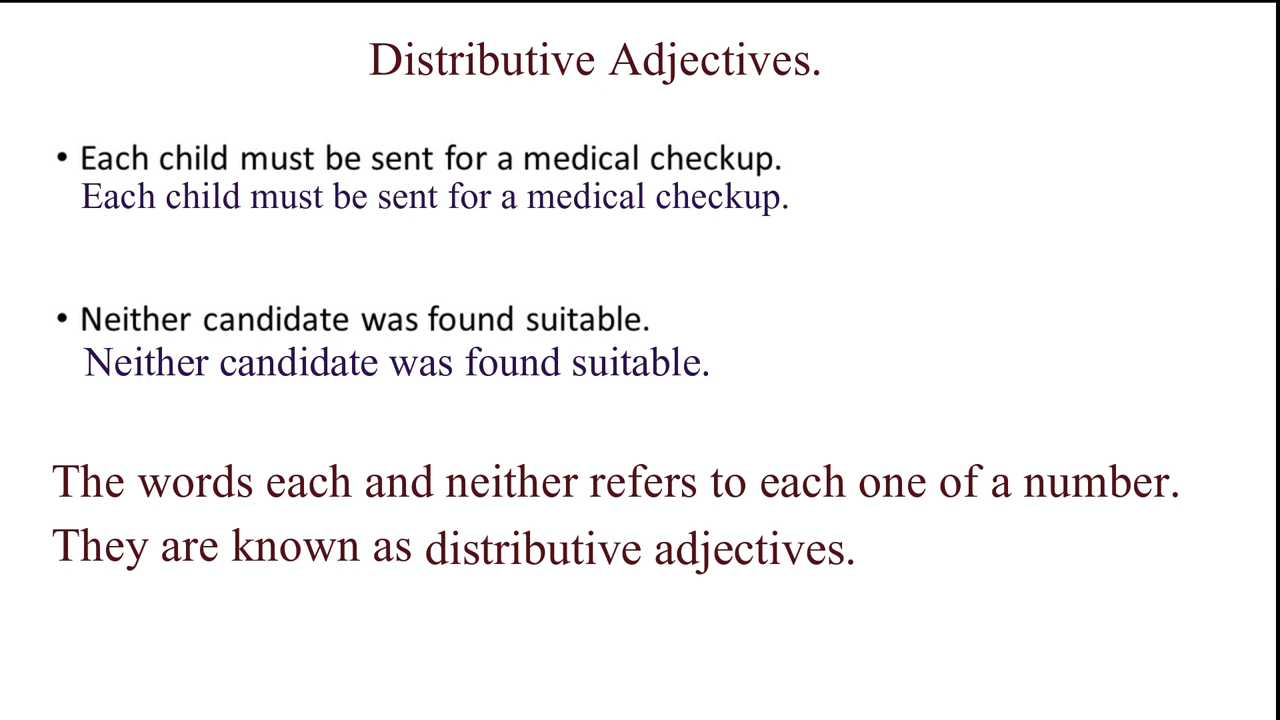 Distributive Adjectives.
• Each child must be sent for a medical checkup.
Each child must be sent for a medical checkup.
• Neither candidate was found suitable.
Neither candidate was found suitable.
The words each and neither refers to each one of a number.
They are known as distributive adjectives.